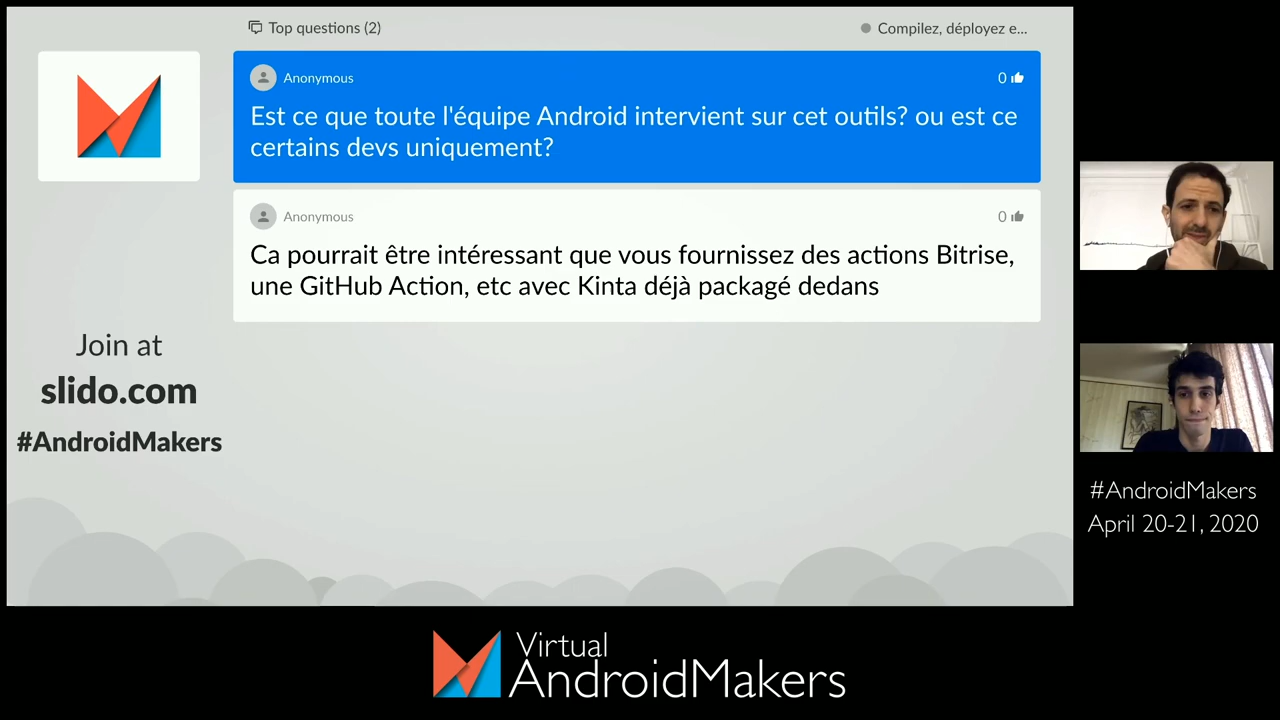 Top questions (2)
Compilez, déployez e...
Anonymous
0
Est ce que toute l'équipe Android intervient sur cet outils? ou est ce
certains devs uniquement?
Anonymous
0
Ca pourrait être intéressant que vous fournissez des actions Bitrise,
une GitHub Action, etc avec Kinta déjà packagé dedans
Join at
slido.com
#AndroidMakers
#AndroidMakers
April 20-21, 2020
Virtual
AndroidMakers